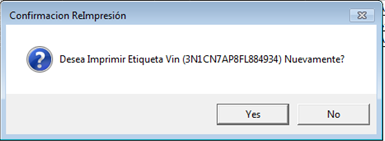 Confirmacion ReImpresión
Desea Imprimir Etiqueta Vin (3N1CN7AP8FL884934) Nuevamente?
Yes
No